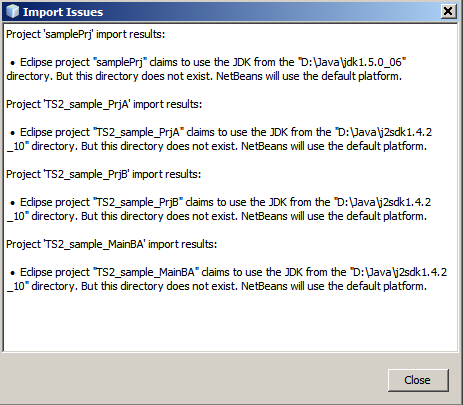 Import Issues
Project 'samplePrj' import results:
• Eclipse project "samplePrj" claims to use the JDK from the "D:\Java\jdk1.5.0_06"
directory. But this directory does not exist. NetBeans will use the default platform.
Project 'TS2_sample_PrjA' import results:
• Eclipse project "TS2_sample_PrjA" claims to use the JDK from the "D:\Java\j2sdk1.4.2
_10" directory. But this directory does not exist. NetBeans will use the default platform.
Project 'TS2_sample_PrjB' import results:
• Eclipse project "TS2_sample_PrjB" claims to use the JDK from the "D:\Java\j2sdk1.4.2
_10" directory. But this directory does not exist. NetBeans will use the default platform.
Project 'TS2_sample_MainBA' import results:
• Eclipse project "TS2_sample_MainBA" claims to use the JDK from the "D:\Java\j2sdk1.4.2
_10" directory. But this directory does not exist. NetBeans will use the default platform.
Close